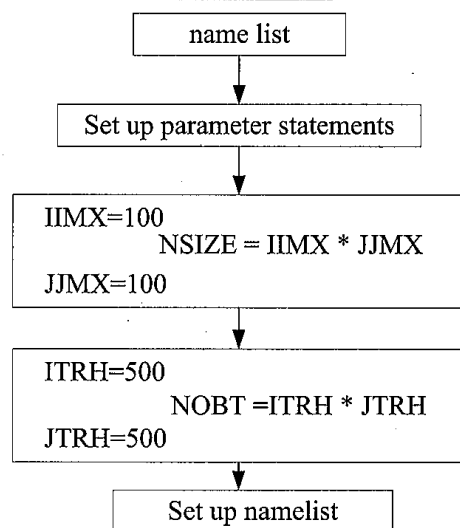 name list
Set up parameter statements
IIMX=100
NSIZE = IIMX * JJMX
JJMX=100
ITRH=500
NOBT =ITRH * JTRH
JTRH=500
Set up namelist